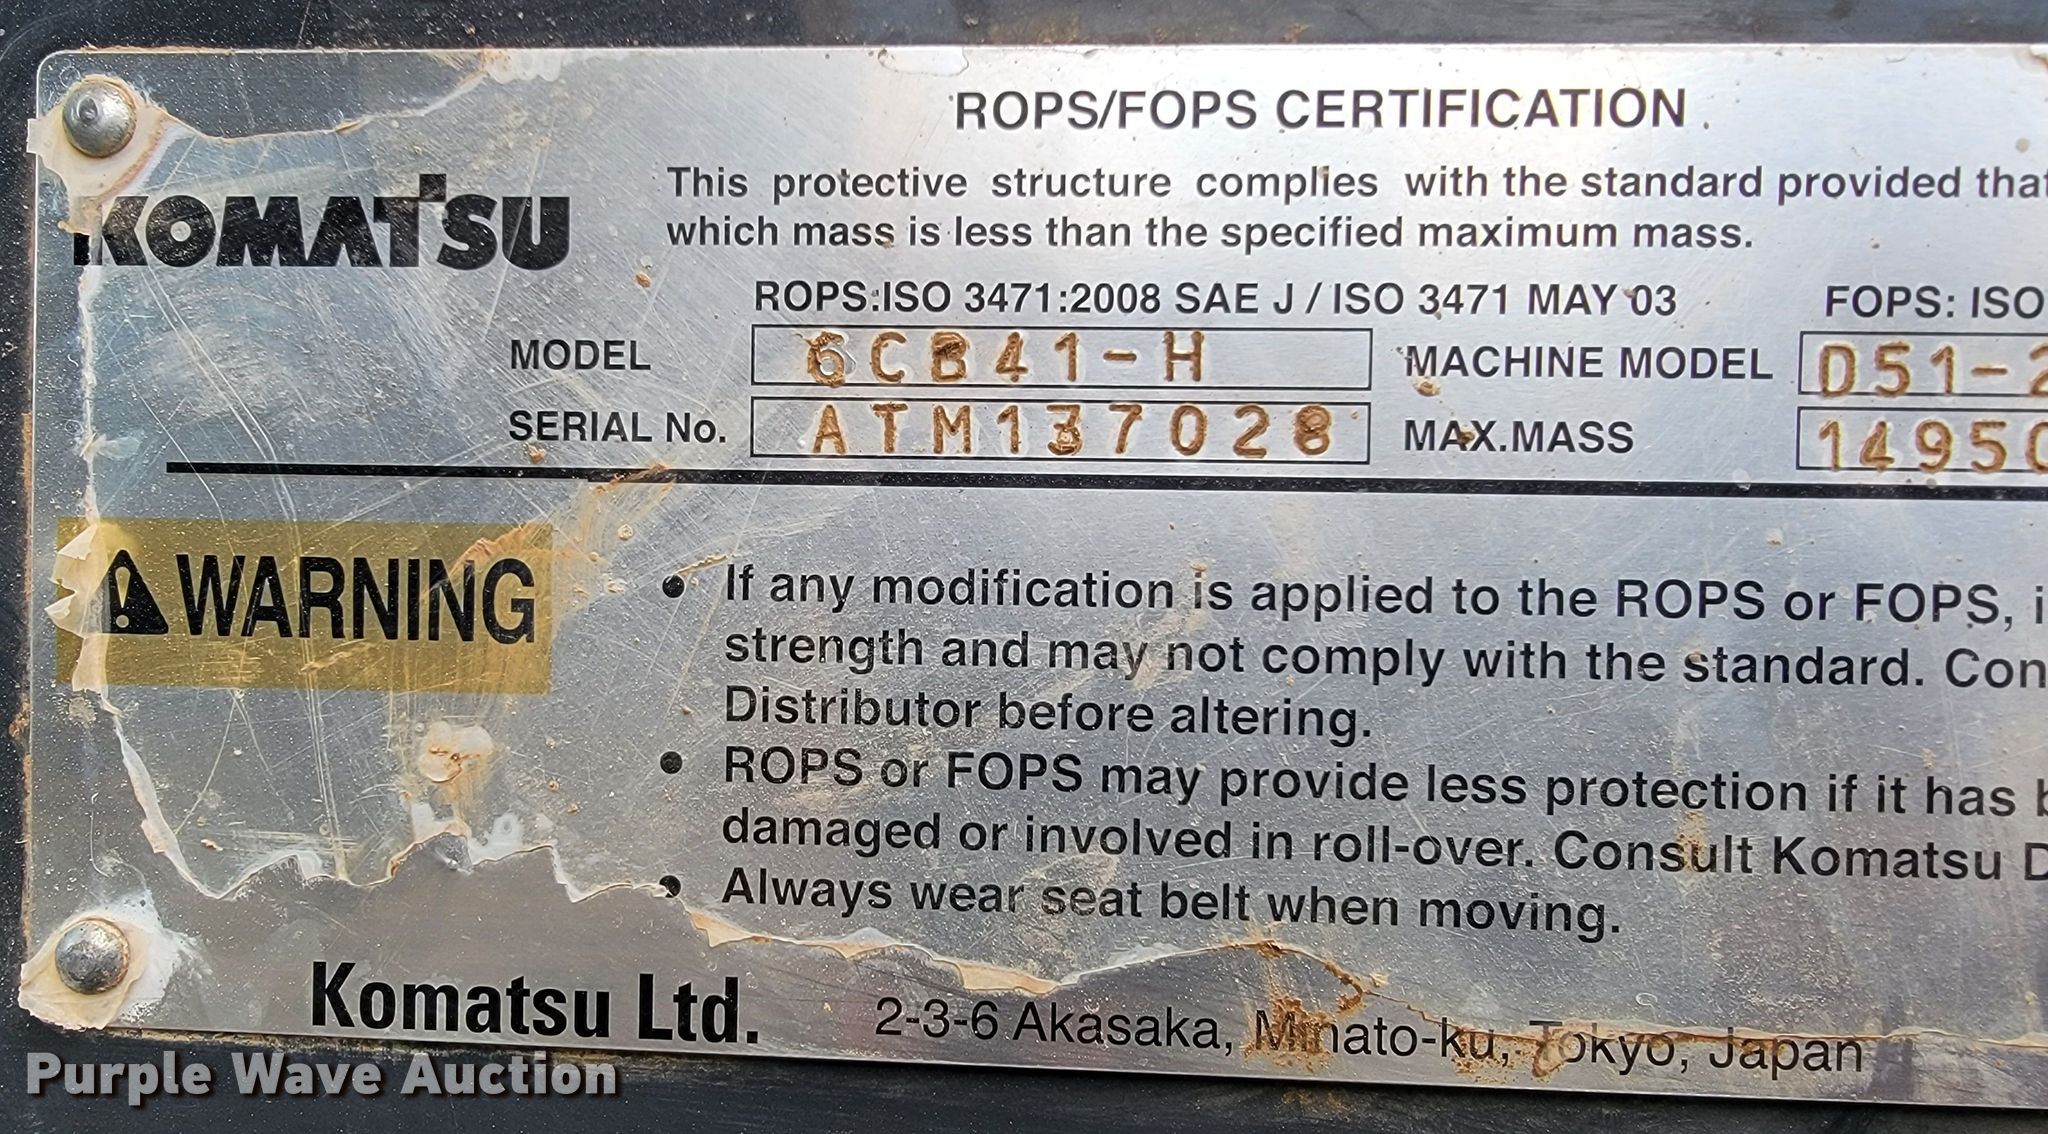 ROPS/FOPS CERTIFICATION
KOMATSU
This protective structure complies with the standard provided that
which mass is less than the specified maximum mass.
ROPS:ISO 3471:2008 SAE J / ISO 3471 MAY 03 FOPS: ISO
MODEL 6CB41-H MACHINE MODEL D51-2
SERIAL No. ATM137028 MAX.MASS 14950
WARNING
• If any modification is applied to the ROPS or FOPS, i
strength and may not comply with the standard. Con
Distributor before altering.
• ROPS or FOPS may provide less protection if it has b
damaged or involved in roll-over. Consult Komatsu D
• Always wear seat belt when moving.
Komatsu Ltd. 2-3-6 Akasaka, Minato-ku, Tokyo, Japan
Purple Wave Auction